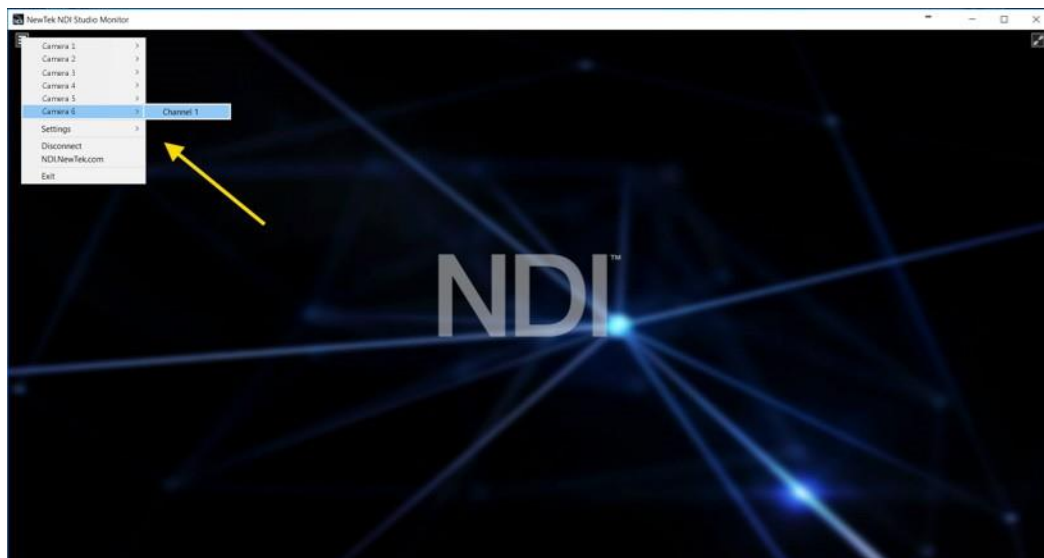 NewTek NDI Studio Monitor
Camera 1
Camera 2
Camera 3
Camera 4
Camera 5
Camera 6
Channel 1
Settings
Disconnect
NDI.NewTek.com
Exit
NDI™